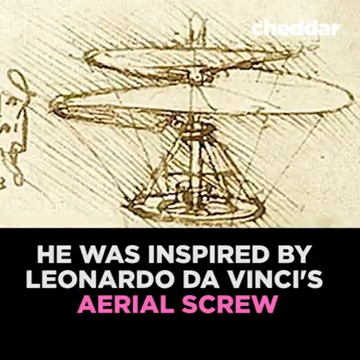 cheddar
HE WAS INSPIRED BY
LEONARDO DA VINCI'S
AERIAL SCREW